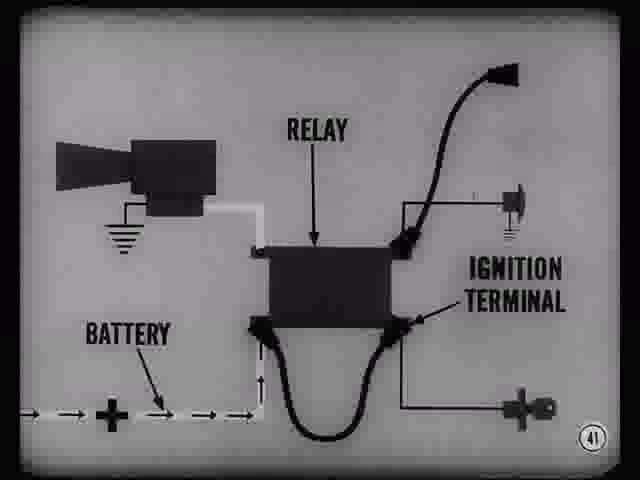 RELAY
IGNITION
TERMINAL
BATTERY
+
41